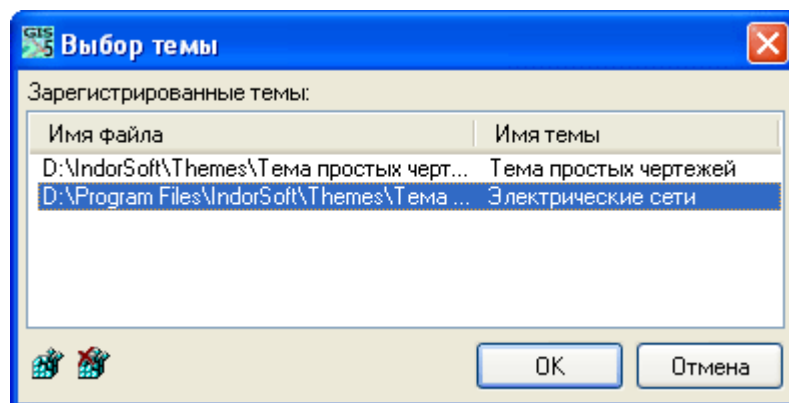 GIS 5 Выбор темы
Зарегистрированные темы:
Имя файла Имя темы
D:\IndorSoft\Themes\Тема простых черт... Тема простых чертежей
D:\Program Files\IndorSoft\Themes\Тема ... Электрические сети
OK Отмена